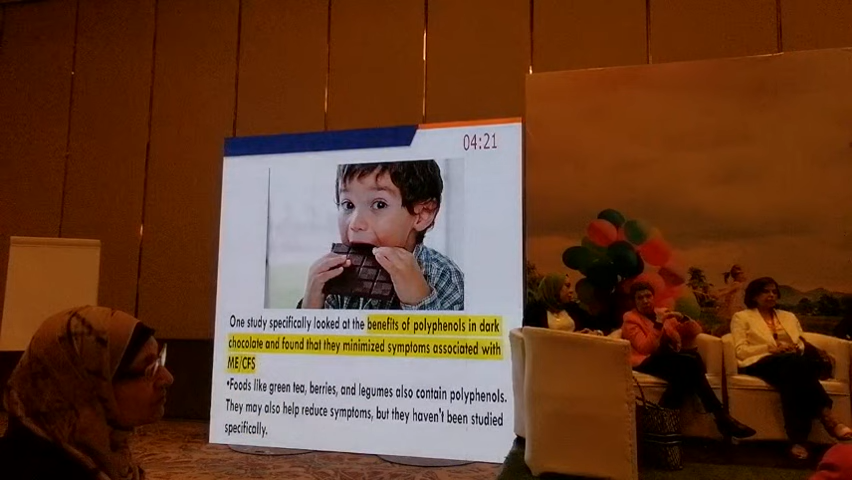 04:21
One study specifically looked at the benefits of polyphenols in dark
chocolate and found that they minimized symptoms associated with
ME/CFS
•Foods like green tea, berries, and legumes also contain polyphenols.
They may also help reduce symptoms, but they haven't been studied
specifically.